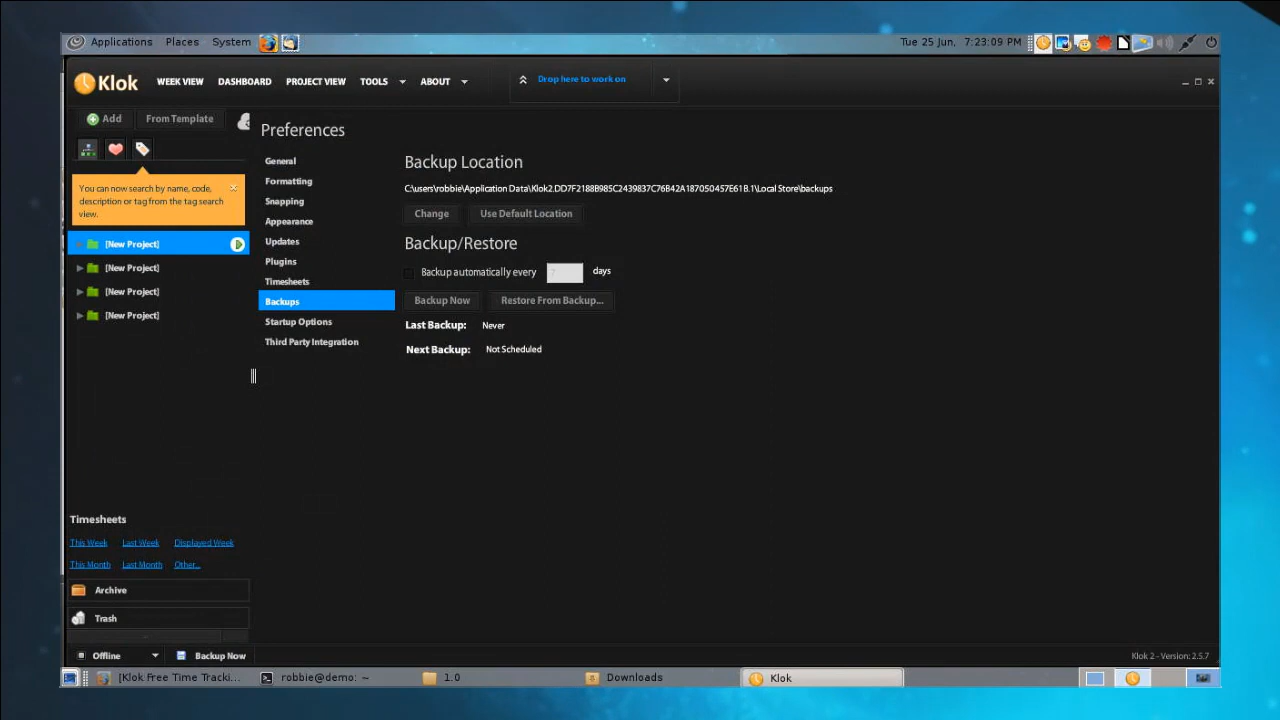 Applications Places System
Tue 25 Jun, 7:23:09 PM
Klok
WEEK VIEW DASHBOARD PROJECT VIEW TOOLS ABOUT
Drop here to work on
Add From Template
Preferences
You can now search by name, code,
description or tag from the tag search
view.
[New Project]
[New Project]
[New Project]
[New Project]
General
Formatting
Snapping
Appearance
Updates
Plugins
Timesheets
Backups
Startup Options
Third Party Integration
Backup Location
C:\users\robbie\Application Data\Klok2.DD7F2188B985C2439837C76B42A187050457E61B.1\Local Store\backups
Change Use Default Location
Backup/Restore
Backup automatically every 7 days
Backup Now Restore From Backup...
Last Backup: Never
Next Backup: Not Scheduled
Timesheets
This Week Last Week Displayed Week
This Month Last Month Other...
Archive
Trash
Offline Backup Now
Klok 2 - Version: 2.5.7
[Klok Free Time Tracki... robbie@demo: ~ 1.0 Downloads Klok